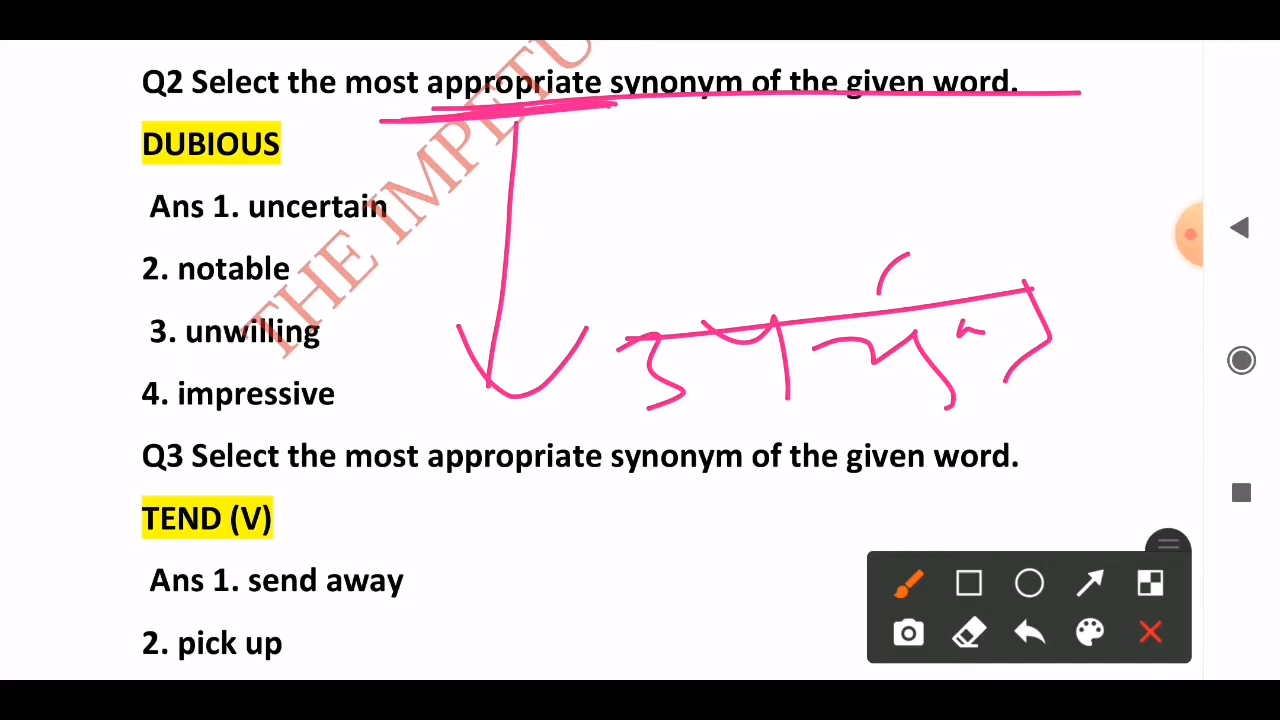 Q2 Select the most appropriate synonym of the given word.
DUBIOUS
Ans 1. uncertain
2. notable
3. unwilling
4. impressive
Q3 Select the most appropriate synonym of the given word.
TEND (V)
Ans 1. send away
2. pick up
THE IMPETU